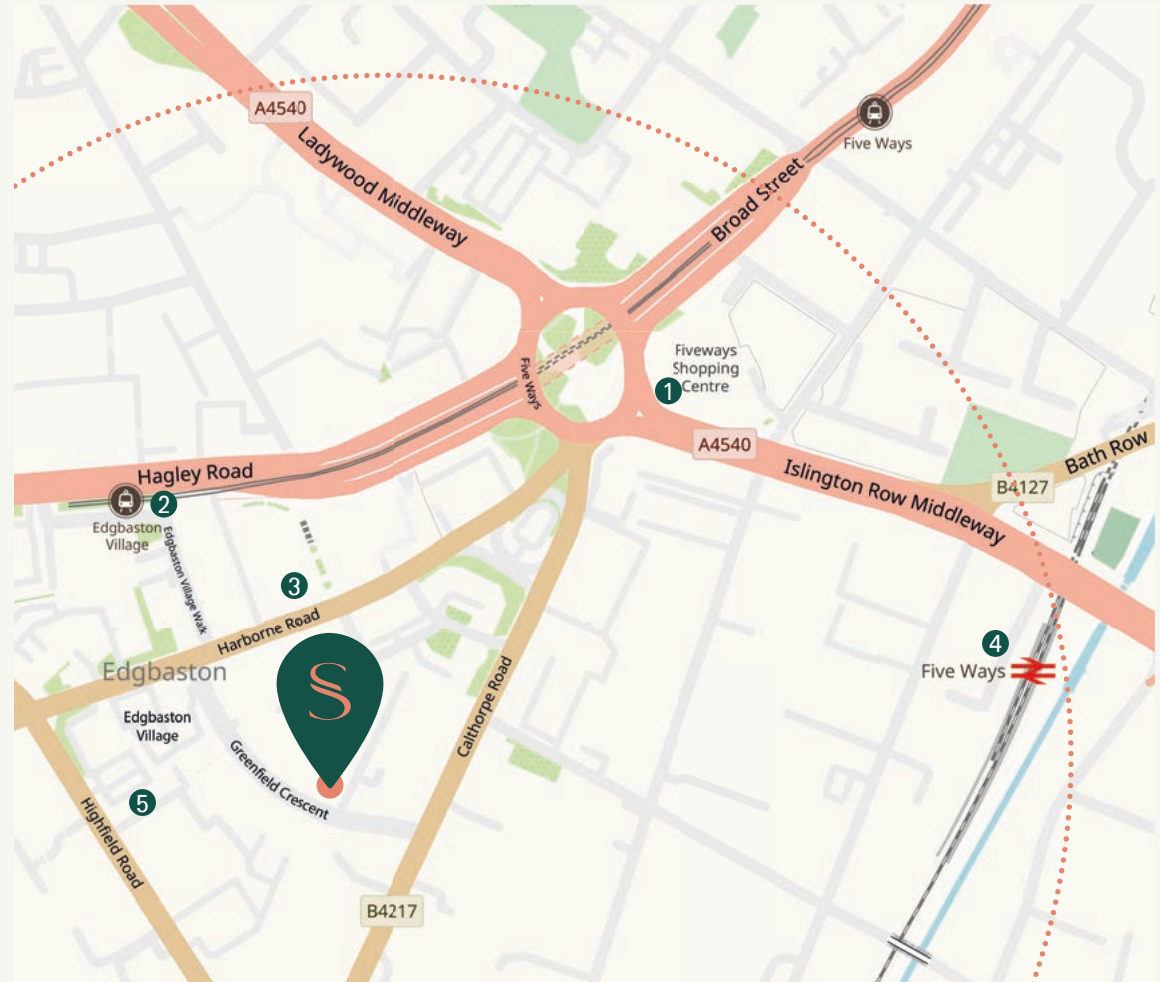 A4540
Ladywood Middleway
Five Ways
Broad Street
Fiveways
Shopping
Centre
1
Five Ways
A4540
Islington Row Middleway
Bath Row
B4127
Hagley Road
2
Edgbaston
Village
Edgbaston Village Walk
3
Harborne Road
4
Five Ways
Edgbaston
S
Edgbaston
Village
Calthorpe Road
Greenfield Crescent
5
Highfield Road
B4217